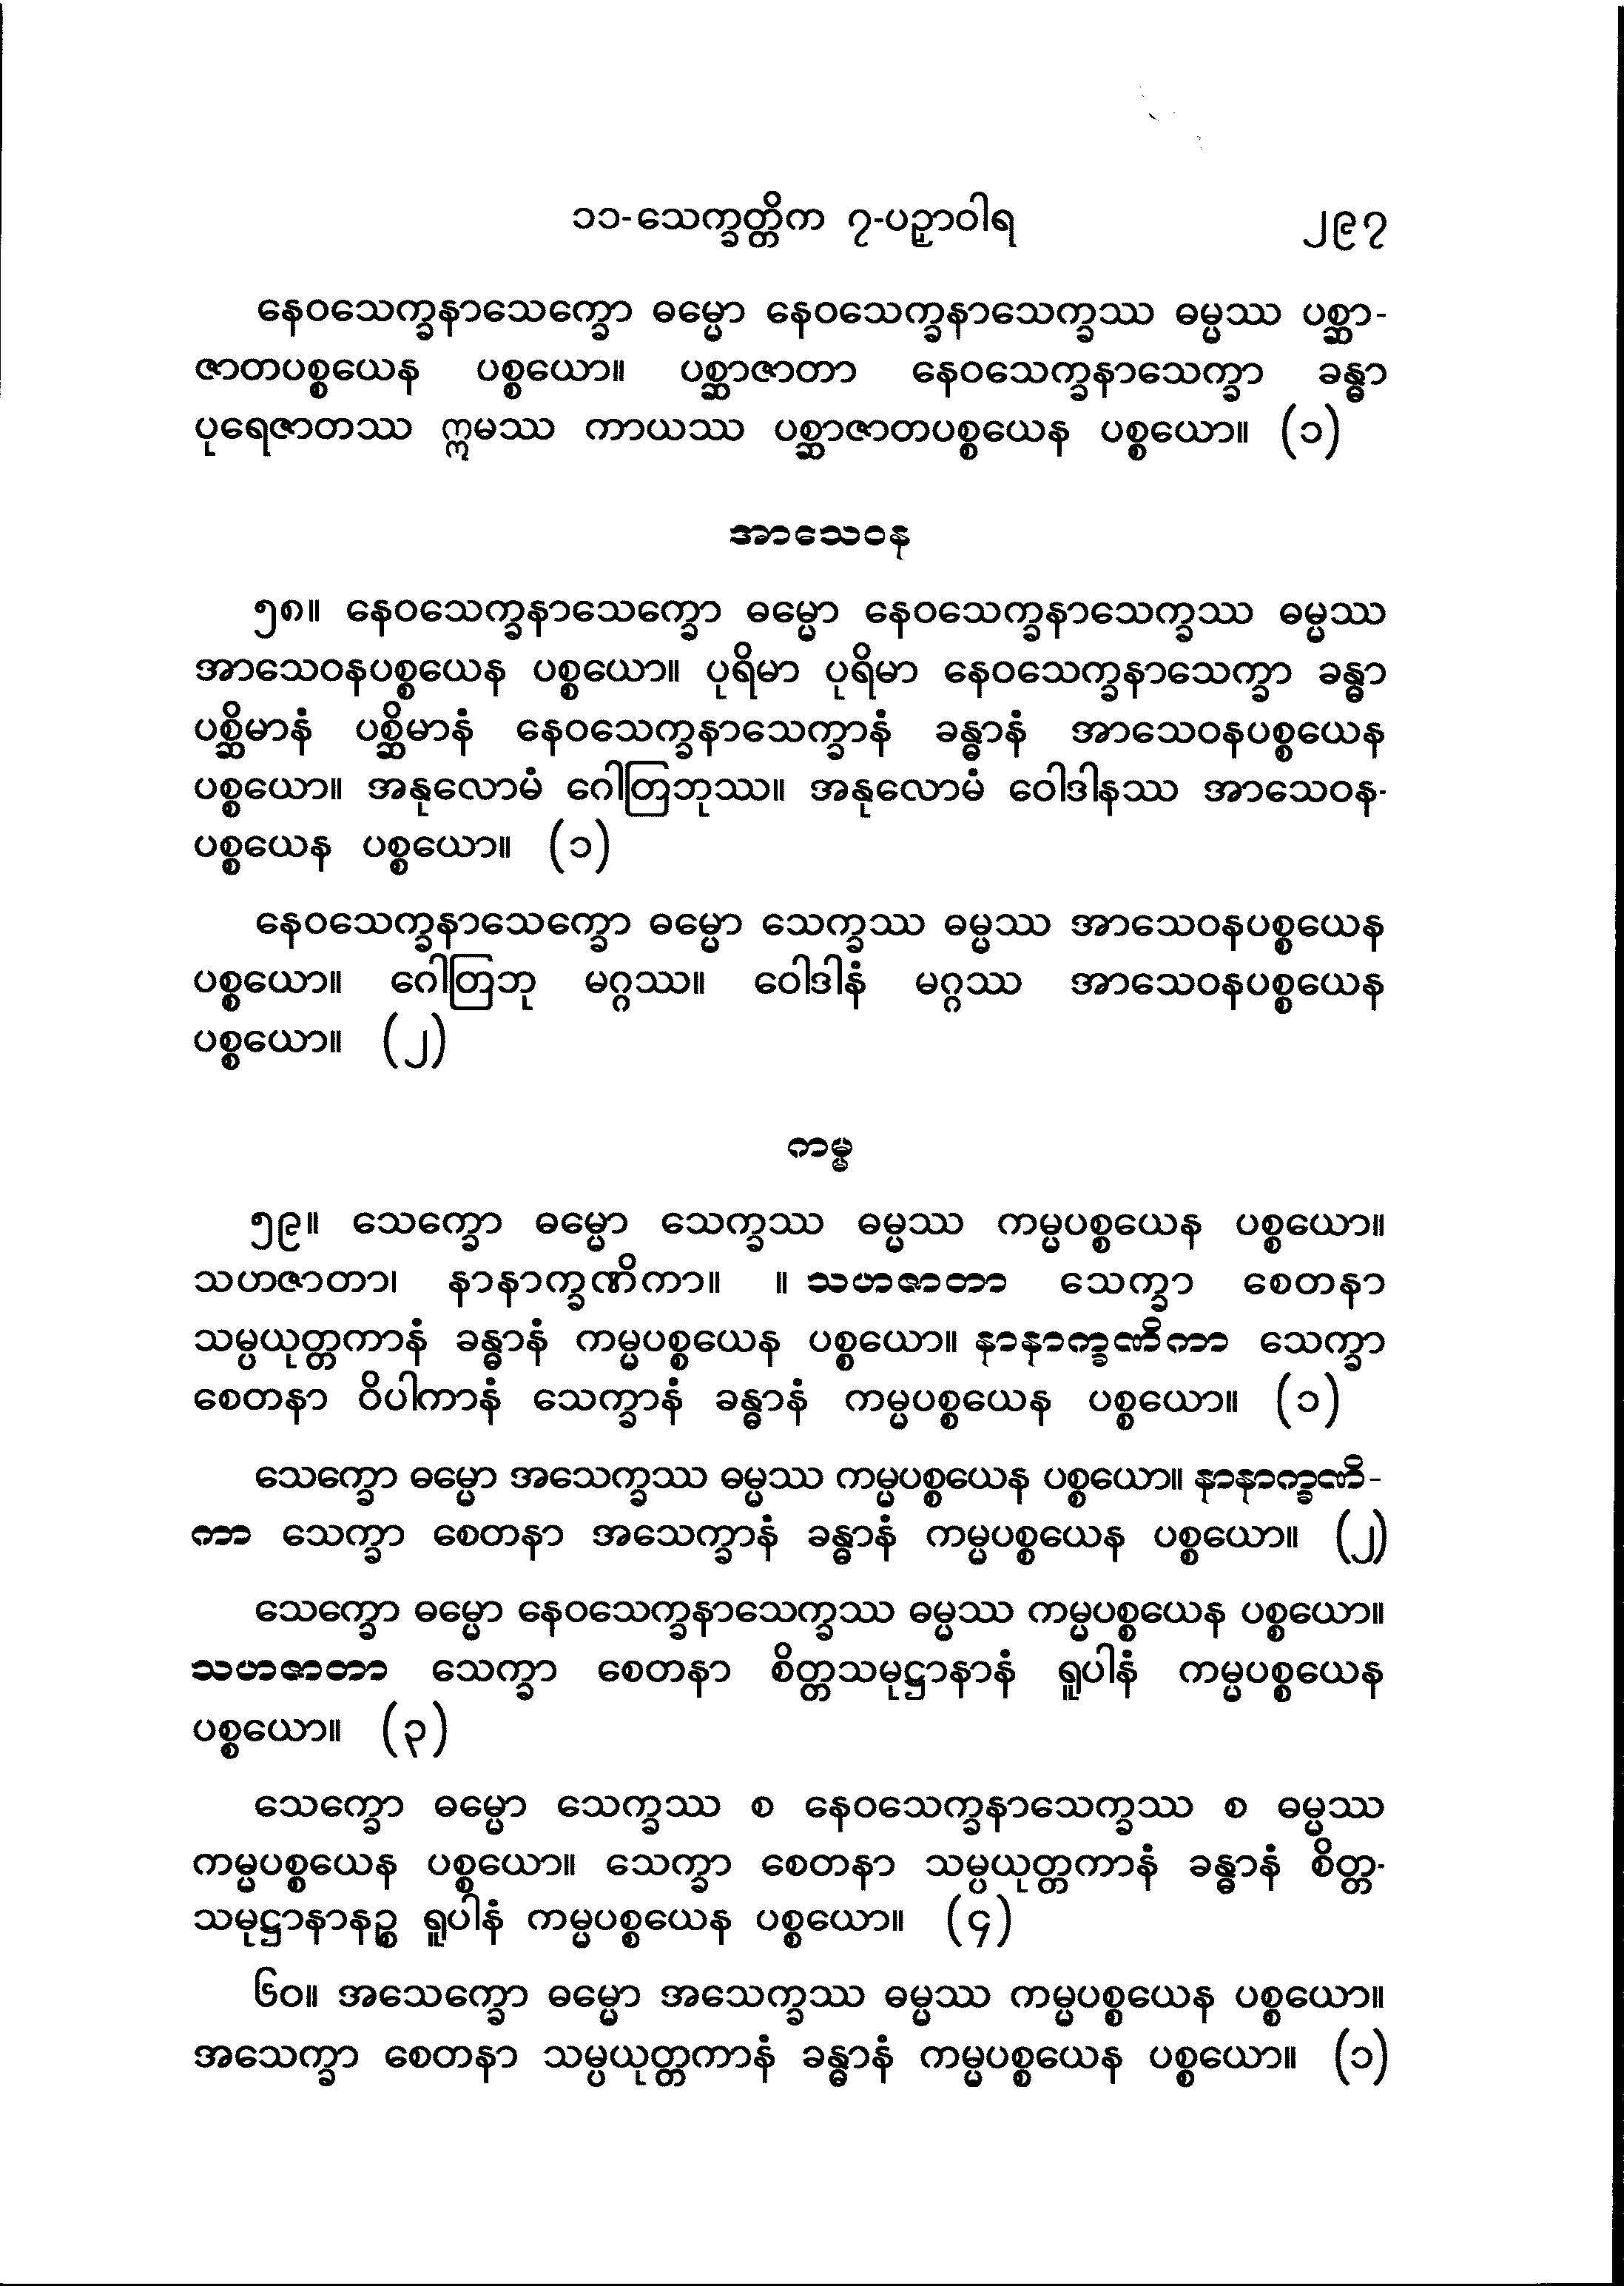 ၁၁-သေက္ခတ္တိက ၇-ပဉှာဝါရ ၂၉၇
နေဝသေက္ခနာသေက္ခော ဓမ္မော နေဝသေက္ခနာသေက္ခဿ ဓမ္မဿ ပစ္ဆာ-
ဇာတပစ္စယေန ပစ္စယော။ ပစ္ဆာဇာတာ နေဝသေက္ခနာသေက္ခာ ခန္ဓာ
ပုရေဇာတဿ ဣမဿ ကာယဿ ပစ္ဆာဇာတပစ္စယေန ပစ္စယော။ (၁)
အာသေဝန
၅၈။ နေဝသေက္ခနာသေက္ခော ဓမ္မော နေဝသေက္ခနာသေက္ခဿ ဓမ္မဿ
အာသေဝနပစ္စယေန ပစ္စယော။ ပုရိမာ ပုရိမာ နေဝသေက္ခနာသေက္ခာ ခန္ဓာ
ပစ္ဆိမာနံ ပစ္ဆိမာနံ နေဝသေက္ခနာသေက္ခာနံ ခန္ဓာနံ အာသေဝနပစ္စယေန
ပစ္စယော။ အနုလောမံ ဂေါတြဘုဿ။ အနုလောမံ ဝေါဒါနဿ အာသေဝန-
ပစ္စယေန ပစ္စယော။ (၁)
နေဝသေက္ခနာသေက္ခော ဓမ္မော သေက္ခဿ ဓမ္မဿ အာသေဝနပစ္စယေန
ပစ္စယော။ ဂေါတြဘု မဂ္ဂဿ။ ဝေါဒါနံ မဂ္ဂဿ အာသေဝနပစ္စယေန
ပစ္စယော။ (၂)
ကမ္မ
၅၉။ သေက္ခော ဓမ္မော သေက္ခဿ ဓမ္မဿ ကမ္မပစ္စယေန ပစ္စယော။
သဟဇာတာ၊ နာနာက္ခဏိကာ။ ။ သဟဇာတာ သေက္ခာ စေတနာ
သမ္ပယုတ္တကာနံ ခန္ဓာနံ ကမ္မပစ္စယေန ပစ္စယော။ နာနာက္ခဏိကာ သေက္ခာ
စေတနာ ဝိပါကာနံ သေက္ခာနံ ခန္ဓာနံ ကမ္မပစ္စယေန ပစ္စယော။ (၁)
သေက္ခော ဓမ္မော အသေက္ခဿ ဓမ္မဿ ကမ္မပစ္စယေန ပစ္စယော။ နာနာက္ခဏိ-
ကာ သေက္ခာ စေတနာ အသေက္ခာနံ ခန္ဓာနံ ကမ္မပစ္စယေန ပစ္စယော။ (၂)
သေက္ခော ဓမ္မော နေဝသေက္ခနာသေက္ခဿ ဓမ္မဿ ကမ္မပစ္စယေန ပစ္စယော။
သဟဇာတာ သေက္ခာ စေတနာ စိတ္တသမုဋ္ဌာနာနံ ရူပါနံ ကမ္မပစ္စယေန
ပစ္စယော။ (၃)
သေက္ခော ဓမ္မော သေက္ခဿ စ နေဝသေက္ခနာသေက္ခဿ စ ဓမ္မဿ
ကမ္မပစ္စယေန ပစ္စယော။ သေက္ခာ စေတနာ သမ္ပယုတ္တကာနံ ခန္ဓာနံ စိတ္တ-
သမုဋ္ဌာနာနဉ္စ ရူပါနံ ကမ္မပစ္စယေန ပစ္စယော။ (၄)
၆၀။ အသေက္ခော ဓမ္မော အသေက္ခဿ ဓမ္မဿ ကမ္မပစ္စယေန ပစ္စယော။
အသေက္ခာ စေတနာ သမ္ပယုတ္တကာနံ ခန္ဓာနံ ကမ္မပစ္စယေန ပစ္စယော။ (၁)